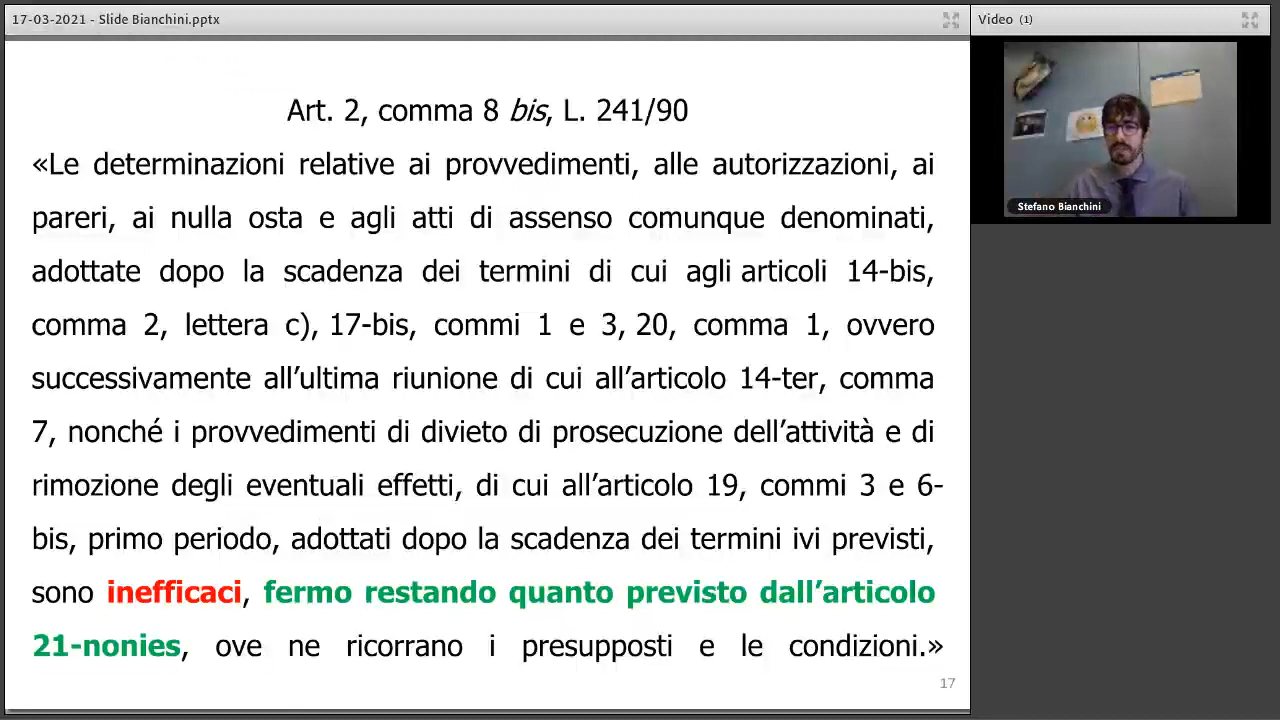 17-03-2021 - Slide Bianchini.pptx
Video (1)
Art. 2, comma 8 bis, L. 241/90
«Le determinazioni relative ai provvedimenti, alle autorizzazioni, ai
pareri, ai nulla osta e agli atti di assenso comunque denominati,
adottate dopo la scadenza dei termini di cui agli articoli 14-bis,
comma 2, lettera c), 17-bis, commi 1 e 3, 20, comma 1, ovvero
successivamente all’ultima riunione di cui all’articolo 14-ter, comma
7, nonché i provvedimenti di divieto di prosecuzione dell’attività e di
rimozione degli eventuali effetti, di cui all’articolo 19, commi 3 e 6-
bis, primo periodo, adottati dopo la scadenza dei termini ivi previsti,
sono inefficaci, fermo restando quanto previsto dall’articolo
21-nonies, ove ne ricorrano i presupposti e le condizioni.»
17
Stefano Bianchini